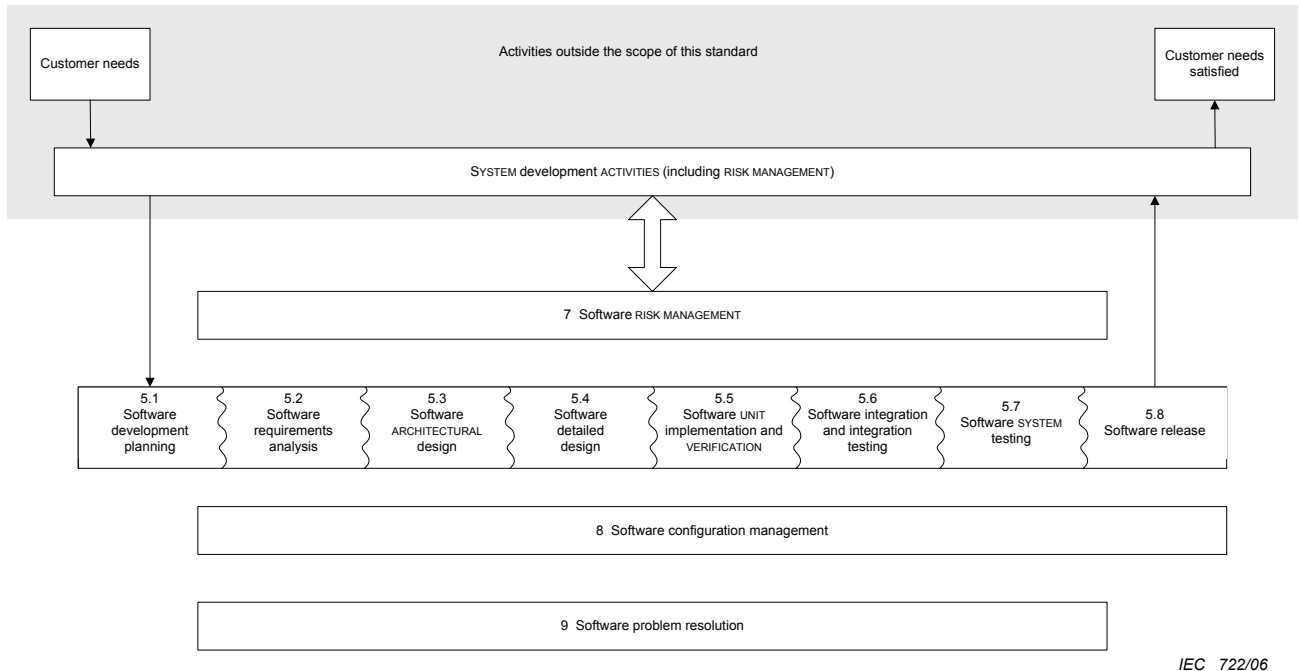 Activities outside the scope of this standard
Customer needs
Customer needs
satisfied
SYSTEM development ACTIVITIES (including RISK MANAGEMENT)
7 Software RISK MANAGEMENT
5.1
Software
development
planning
5.2
Software
requirements
analysis
5.3
Software
ARCHITECTURAL
design
5.4
Software
detailed
design
5.5
Software UNIT
implementation and
VERIFICATION
5.6
Software integration
and integration
testing
5.7
Software SYSTEM
testing
5.8
Software release
8 Software configuration management
9 Software problem resolution
IEC 722/06